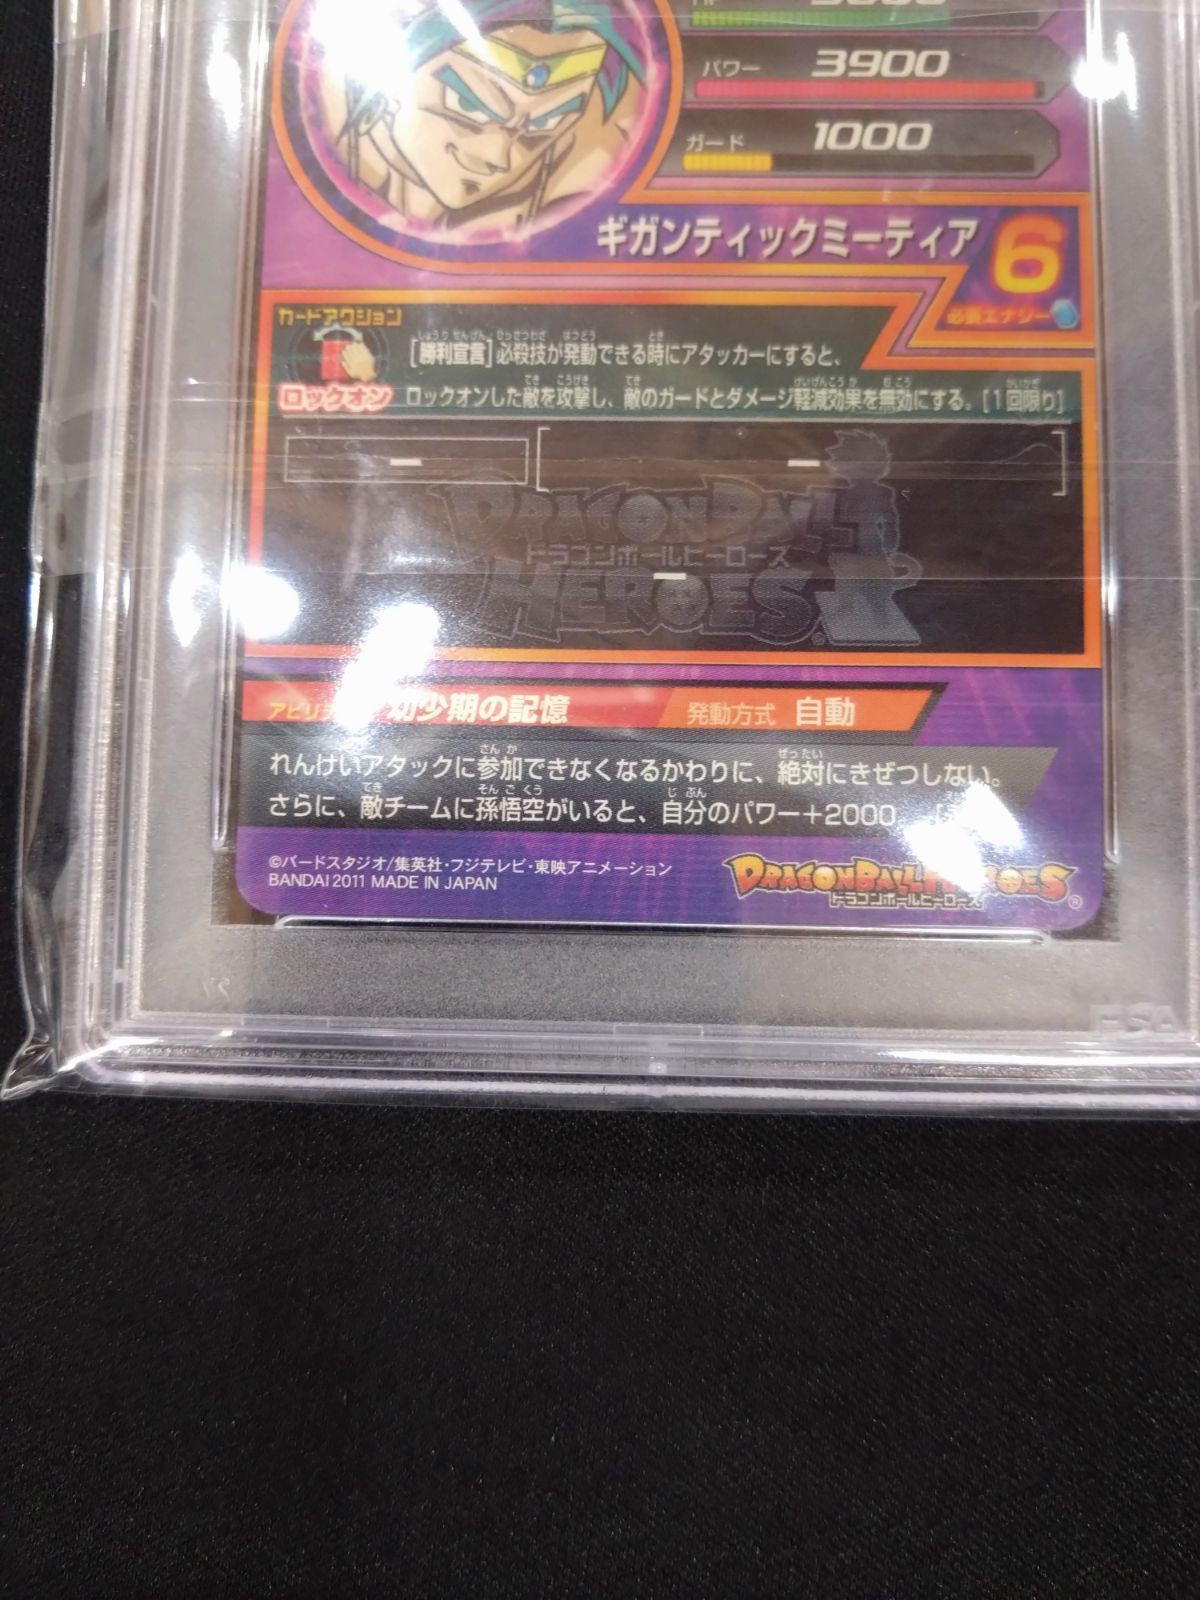 パワー 3900
ガード 1000
ギガンティックミーティア 6
必要エナジー
カードアクション
ロックオン
[勝利宣言]必殺技が発動できる時にアタッカーにすると、
ロックオンした敵を攻撃し、敵のガードとダメージ軽減効果を無効にする。[1回限り]
DRAGONBALL
ドラゴンボールヒーローズ
HEROES
幼少期の記憶 発動方式 自動
れんけいアタックに参加できなくなるかわりに、絶対にきぜつしない。
さらに、敵チームに孫悟空がいると、自分のパワー+2000
©バードスタジオ/集英社・フジテレビ・東映アニメーション
BANDAI 2011 MADE IN JAPAN
DRAGONBALL HEROES
ドラゴンボールヒーローズ
PSA